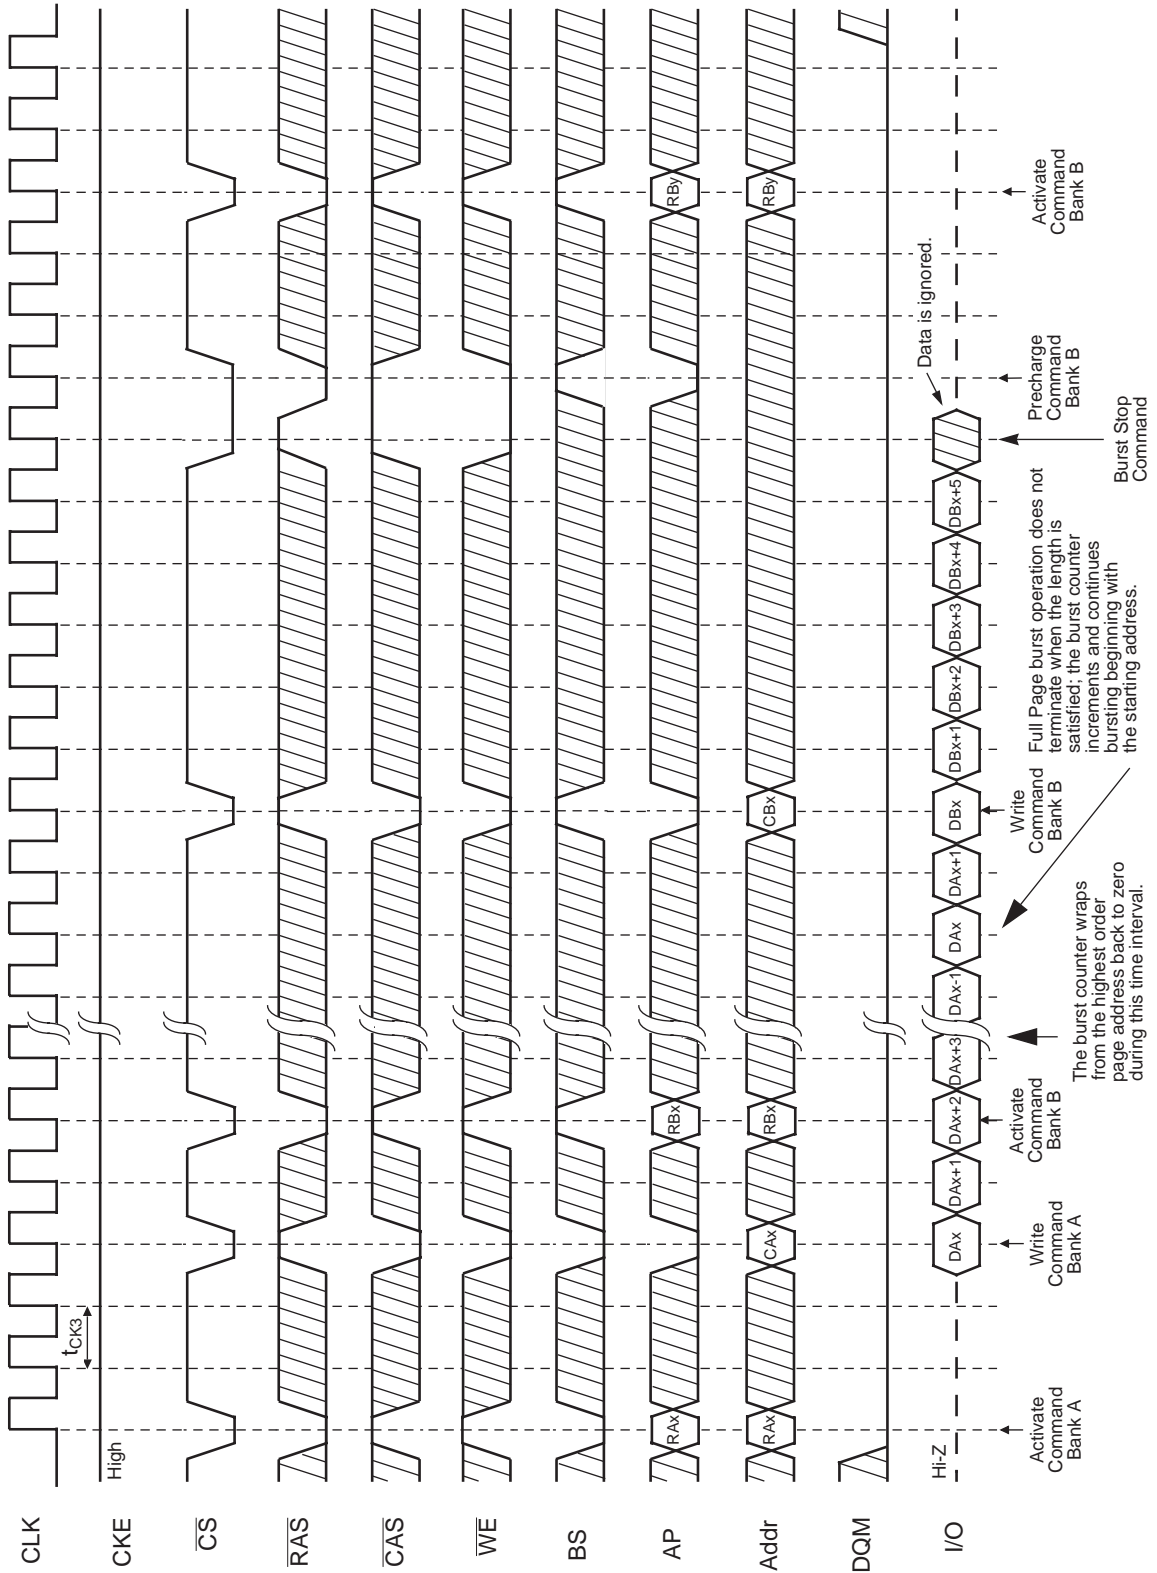 CLK
CKE
High
tCK3
CS
RAS
CAS
WE
BS
AP
RAx
RBx
RBy
Addr
RAx
CAx
RBx
CBx
RBy
DQM
I/O
Hi-Z
DAx
DAx+1
DAx+2
DAx+3
DAx-1
DAx
DAx+1
DBx
DBx+1
DBx+2
DBx+3
DBx+4
DBx+5
Data is ignored.
Activate
Command
Bank A
Write
Command
Bank A
Activate
Command
Bank B
The burst counter wraps
from the highest order
page address back to zero
during this time interval.
Write
Command
Bank B
Full Page burst operation does not
terminate when the length is
satisfied; the burst counter
increments and continues
bursting beginning with
the starting address.
Burst Stop
Command
Precharge
Command
Bank B
Activate
Command
Bank B